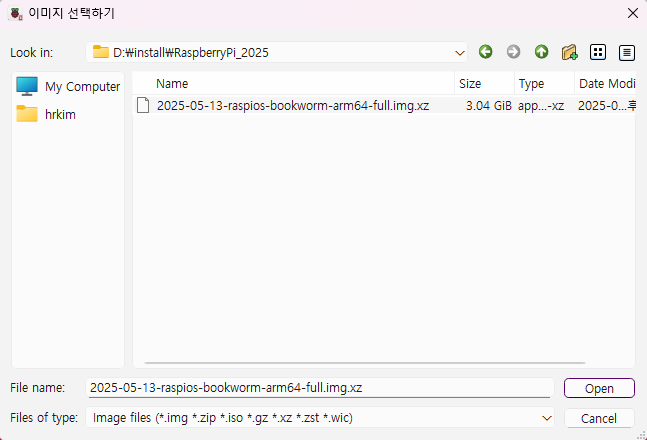 이미지 선택하기
Look in: D:₩install₩RaspberryPi_2025
My Computer
hrkim
Name Size Type Date Modi
2025-05-13-raspios-bookworm-arm64-full.img.xz 3.04 GiB app...-xz 2025-0...후
File name: 2025-05-13-raspios-bookworm-arm64-full.img.xz Open
Files of type: Image files (*.img *.zip *.iso *.gz *.xz *.zst *.wic) Cancel